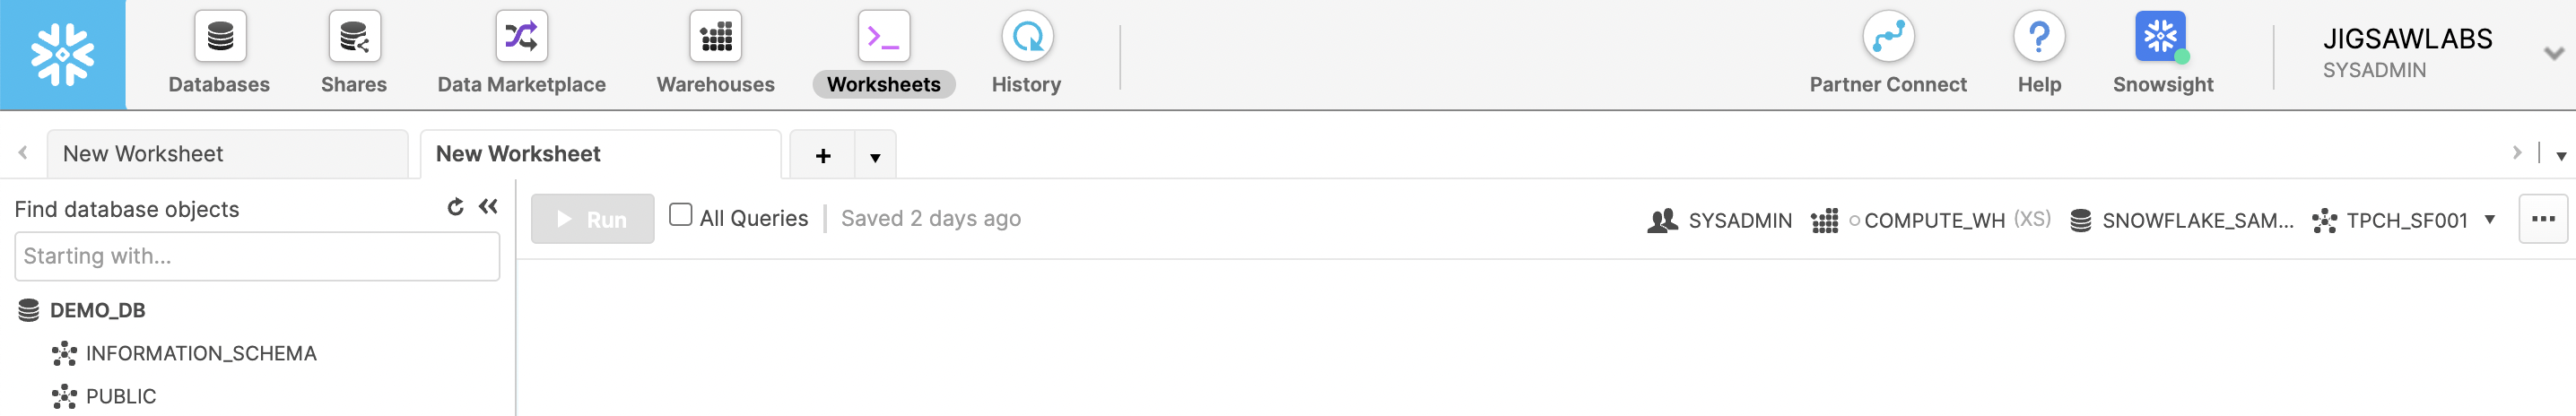 Databases
Shares
Data Marketplace
Warehouses
Worksheets
History
Partner Connect
Help
Snowsight
JIGSAWLABS
SYSADMIN
New Worksheet
New Worksheet
Find database objects
Run
All Queries
Saved 2 days ago
SYSADMIN
COMPUTE_WH (XS)
SNOWFLAKE_SAM...
TPCH_SF001
Starting with...
DEMO_DB
INFORMATION_SCHEMA
PUBLIC